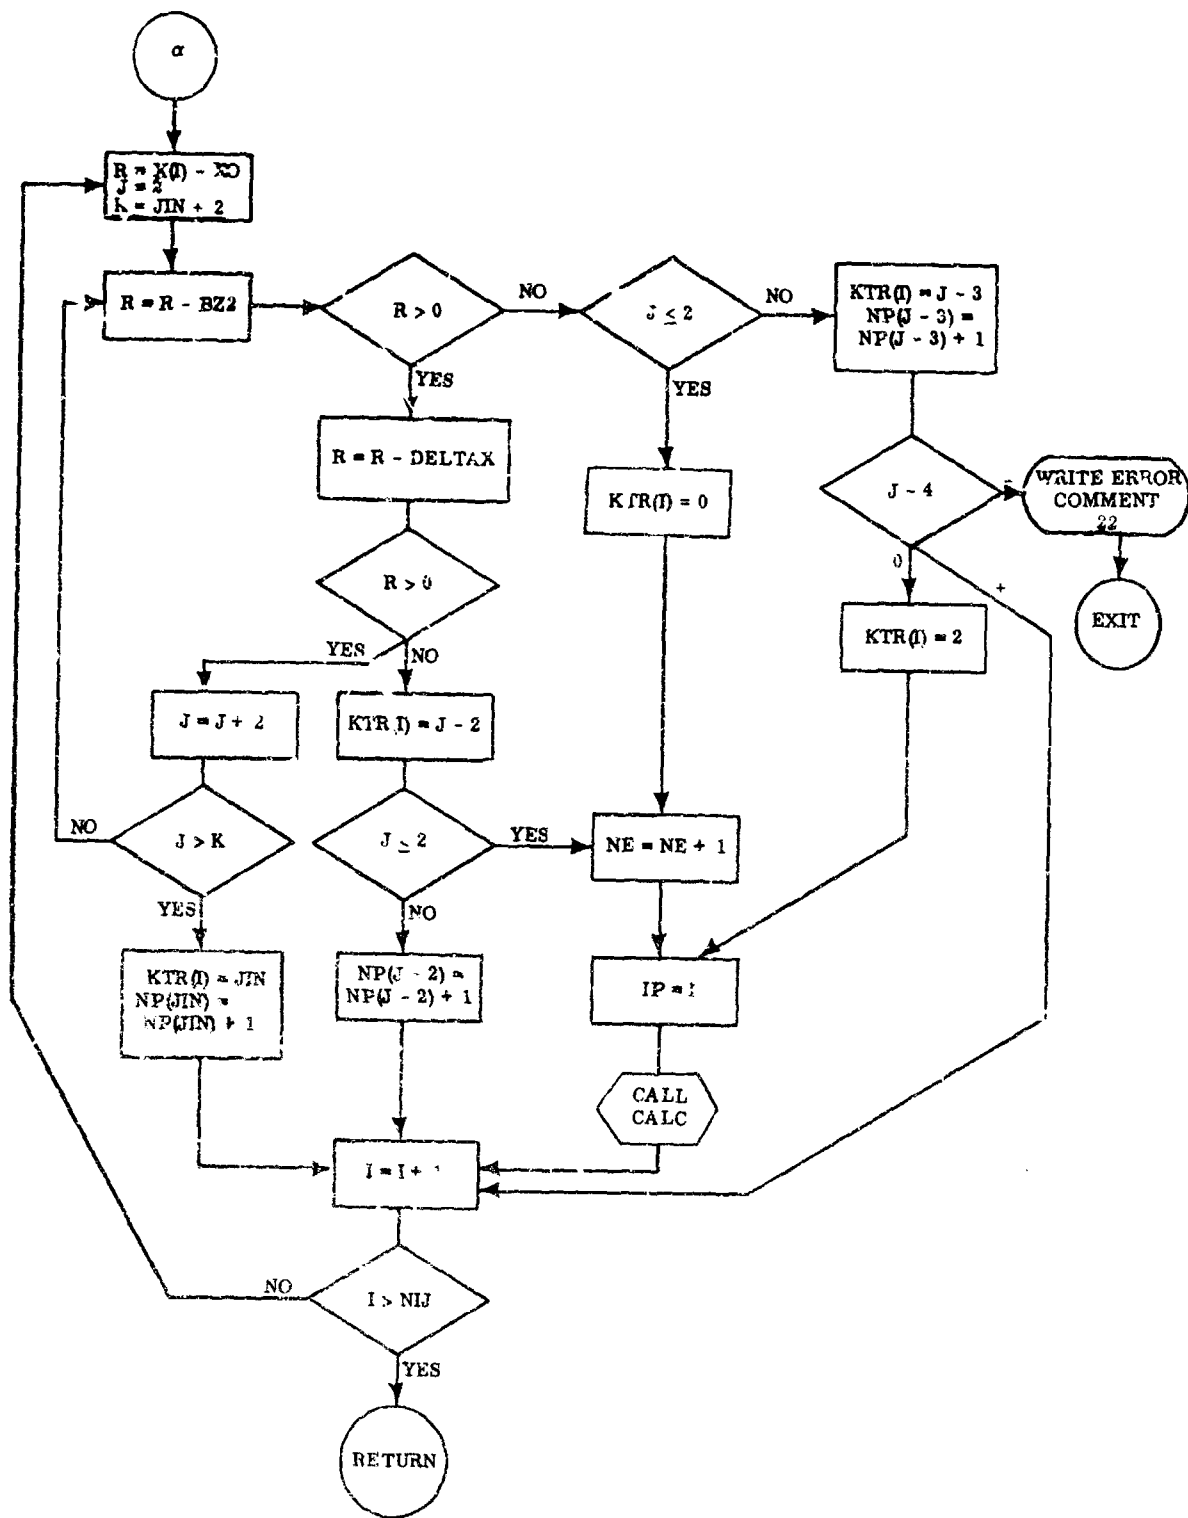 α
R = X(I) - XO
J = 2
K = JIN + 2
R = R - BZ2
R > 0
NO
J ≤ 2
NO
KTR(I) = J - 3
NP(J - 3) =
NP(J - 3) + 1
YES
YES
R = R - DELTAX
KTR(I) = 0
J - 4
-
WRITE ERROR
COMMENT
22
R > 0
0
+
EXIT
KTR(I) = 2
YES
NO
J = J + 2
KTR(I) = J - 2
NO
J > K
J ≤ 2
YES
NE = NE + 1
YES
NO
KTR(I) = JIN
NP(JIN) =
NP(JIN) + 1
NP(J - 2) =
NP(J - 2) + 1
IP = 1
CALL
CALC
I = I +
NO
I > NIJ
YES
RETURN